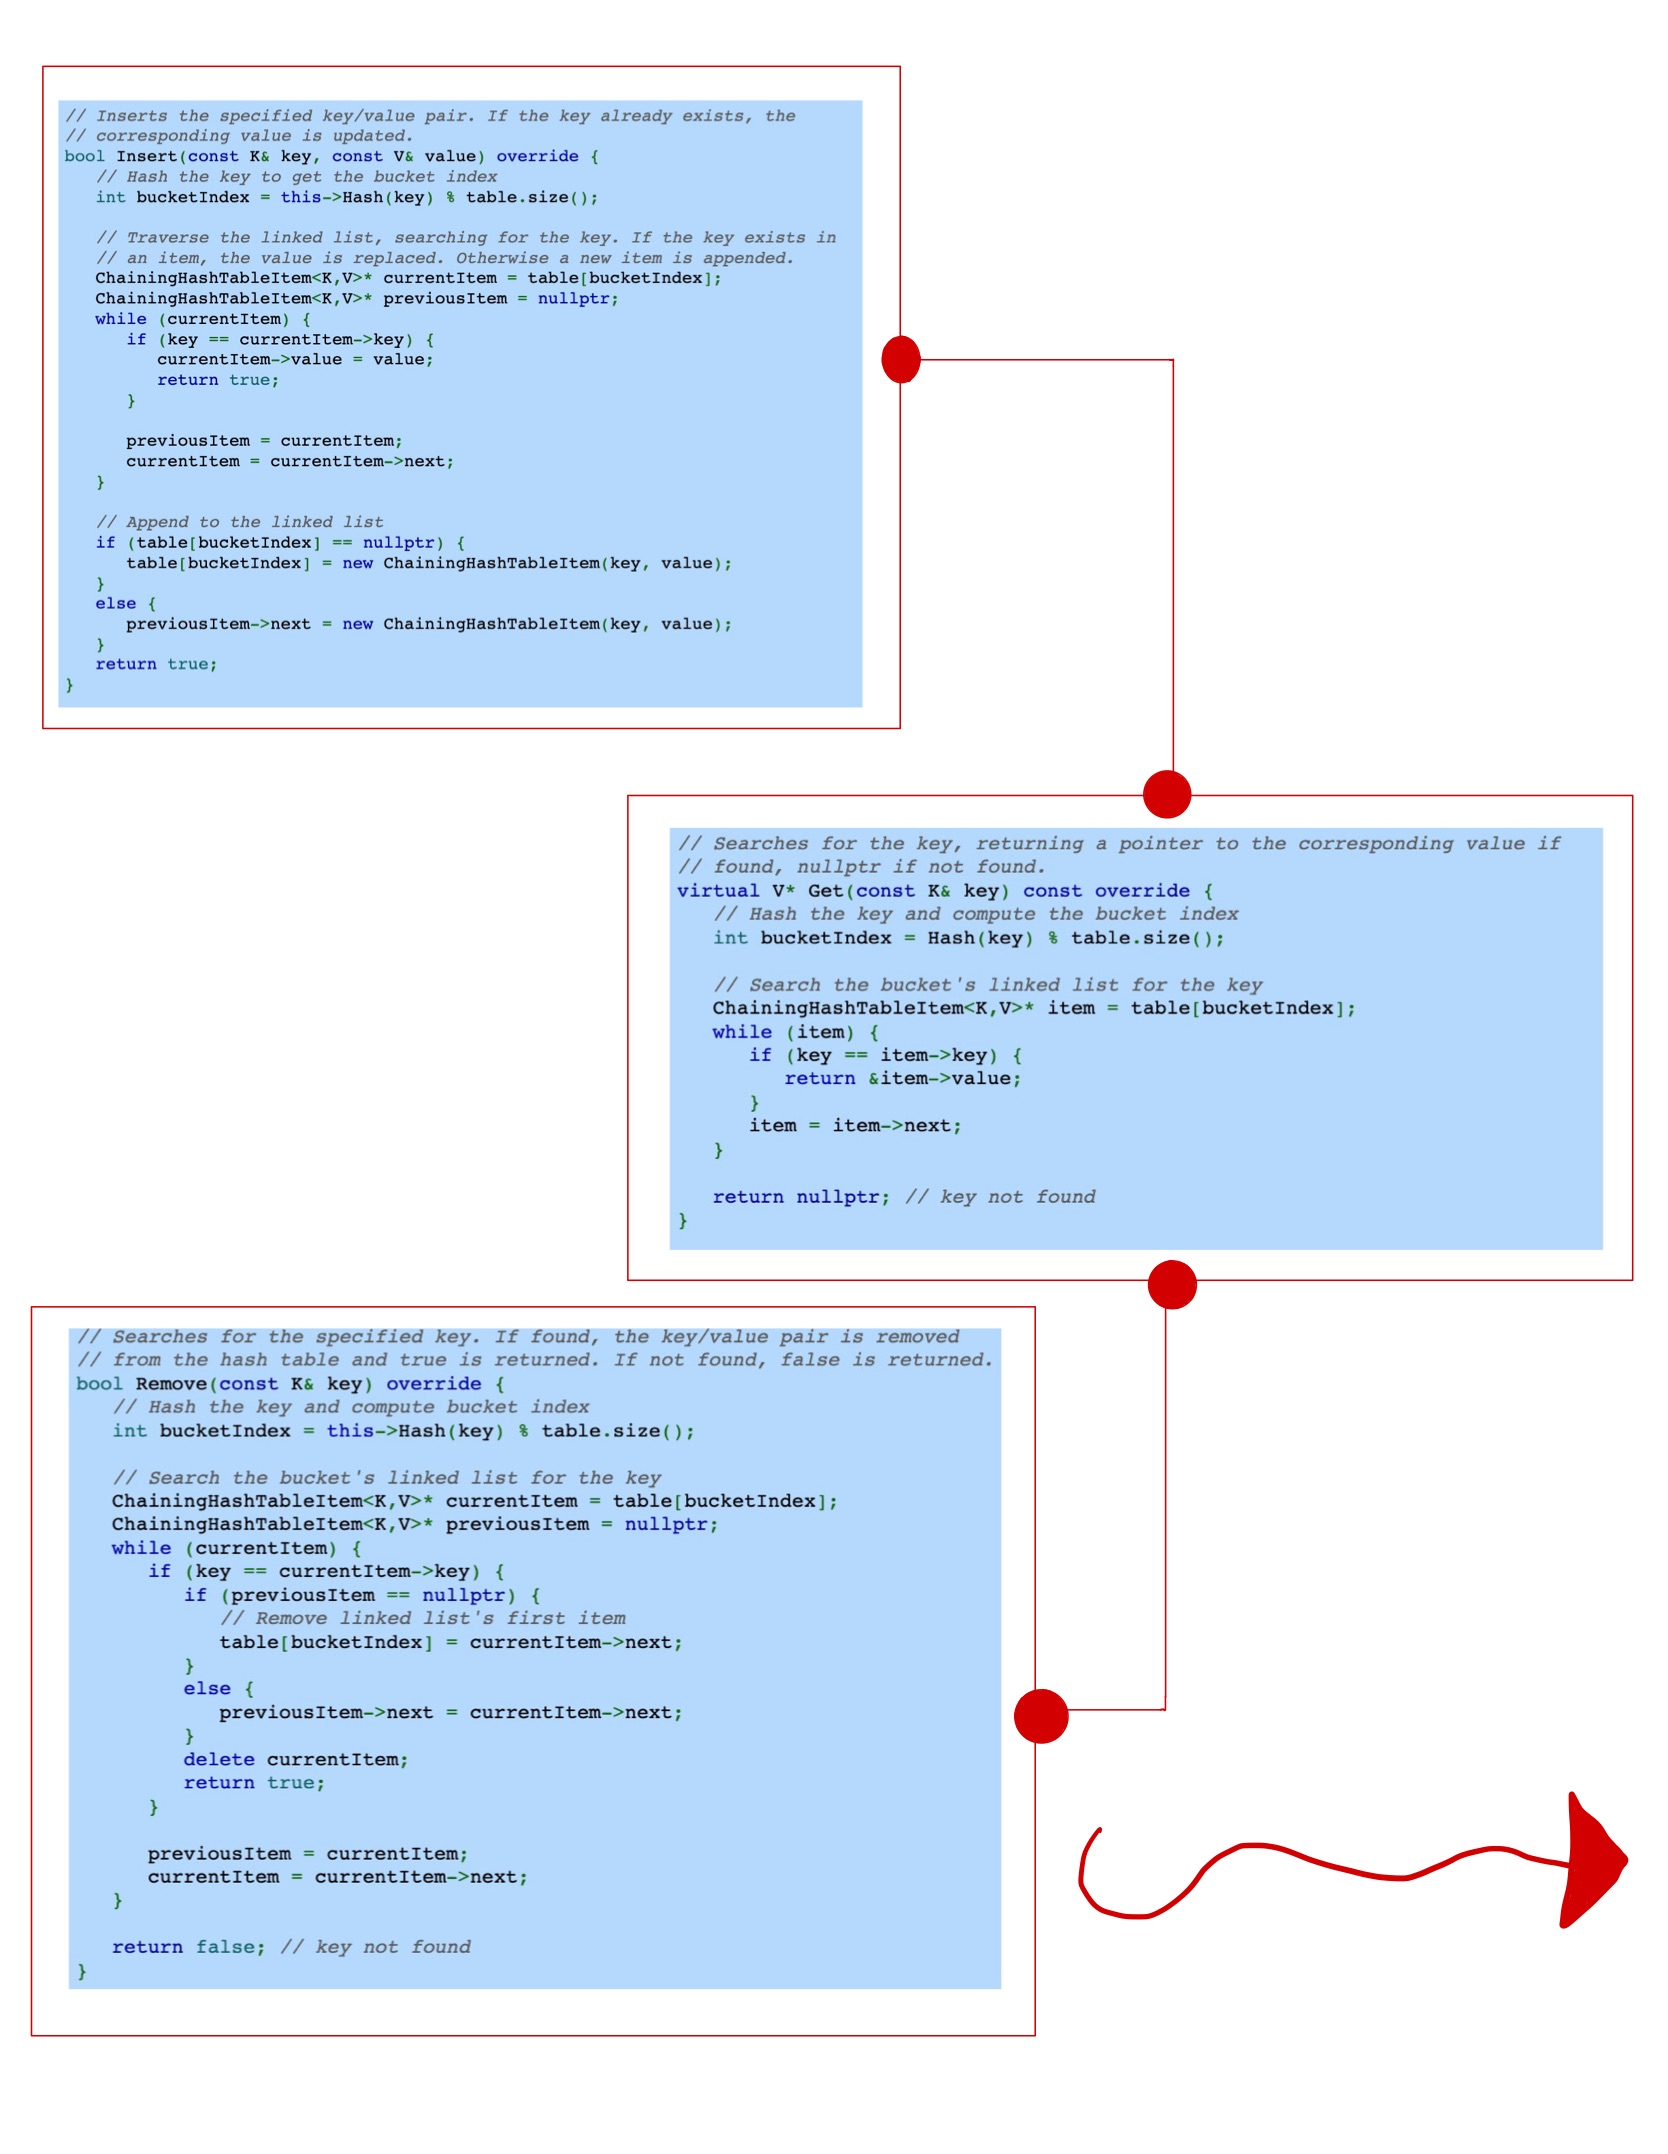 // Inserts the specified key/value pair. If the key already exists, the
// corresponding value is updated.
bool Insert(const K& key, const V& value) override {
   // Hash the key to get the bucket index
   int bucketIndex = this->Hash(key) % table.size();

   // Traverse the linked list, searching for the key. If the key exists in
   // an item, the value is replaced. Otherwise a new item is appended.
   ChainingHashTableItem<K,V>* currentItem = table[bucketIndex];
   ChainingHashTableItem<K,V>* previousItem = nullptr;
   while (currentItem) {
      if (key == currentItem->key) {
         currentItem->value = value;
         return true;
      }

      previousItem = currentItem;
      currentItem = currentItem->next;
   }

   // Append to the linked list
   if (table[bucketIndex] == nullptr) {
      table[bucketIndex] = new ChainingHashTableItem(key, value);
   }
   else {
      previousItem->next = new ChainingHashTableItem(key, value);
   }
   return true;
}
// Searches for the key, returning a pointer to the corresponding value if
// found, nullptr if not found.
virtual V* Get(const K& key) const override {
   // Hash the key and compute the bucket index
   int bucketIndex = Hash(key) % table.size();

   // Search the bucket's linked list for the key
   ChainingHashTableItem<K,V>* item = table[bucketIndex];
   while (item) {
      if (key == item->key) {
         return &item->value;
      }
      item = item->next;
   }

   return nullptr; // key not found
}
// Searches for the specified key. If found, the key/value pair is removed
// from the hash table and true is returned. If not found, false is returned.
bool Remove(const K& key) override {
   // Hash the key and compute bucket index
   int bucketIndex = this->Hash(key) % table.size();

   // Search the bucket's linked list for the key
   ChainingHashTableItem<K,V>* currentItem = table[bucketIndex];
   ChainingHashTableItem<K,V>* previousItem = nullptr;
   while (currentItem) {
      if (key == currentItem->key) {
         if (previousItem == nullptr) {
            // Remove linked list's first item
            table[bucketIndex] = currentItem->next;
         }
         else {
            previousItem->next = currentItem->next;
         }
         delete currentItem;
         return true;
      }

      previousItem = currentItem;
      currentItem = currentItem->next;
   }

   return false; // key not found
}